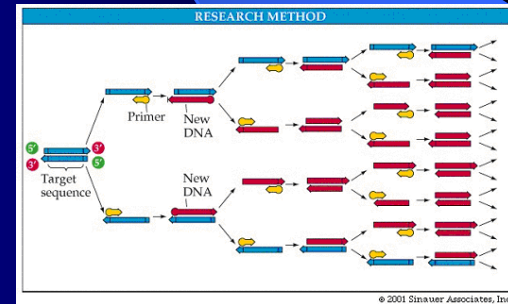 RESEARCH METHOD
Primer
New
DNA
5' 3'
3' 5'
Target
sequence
New
DNA
© 2001 Sinauer Associates, Inc